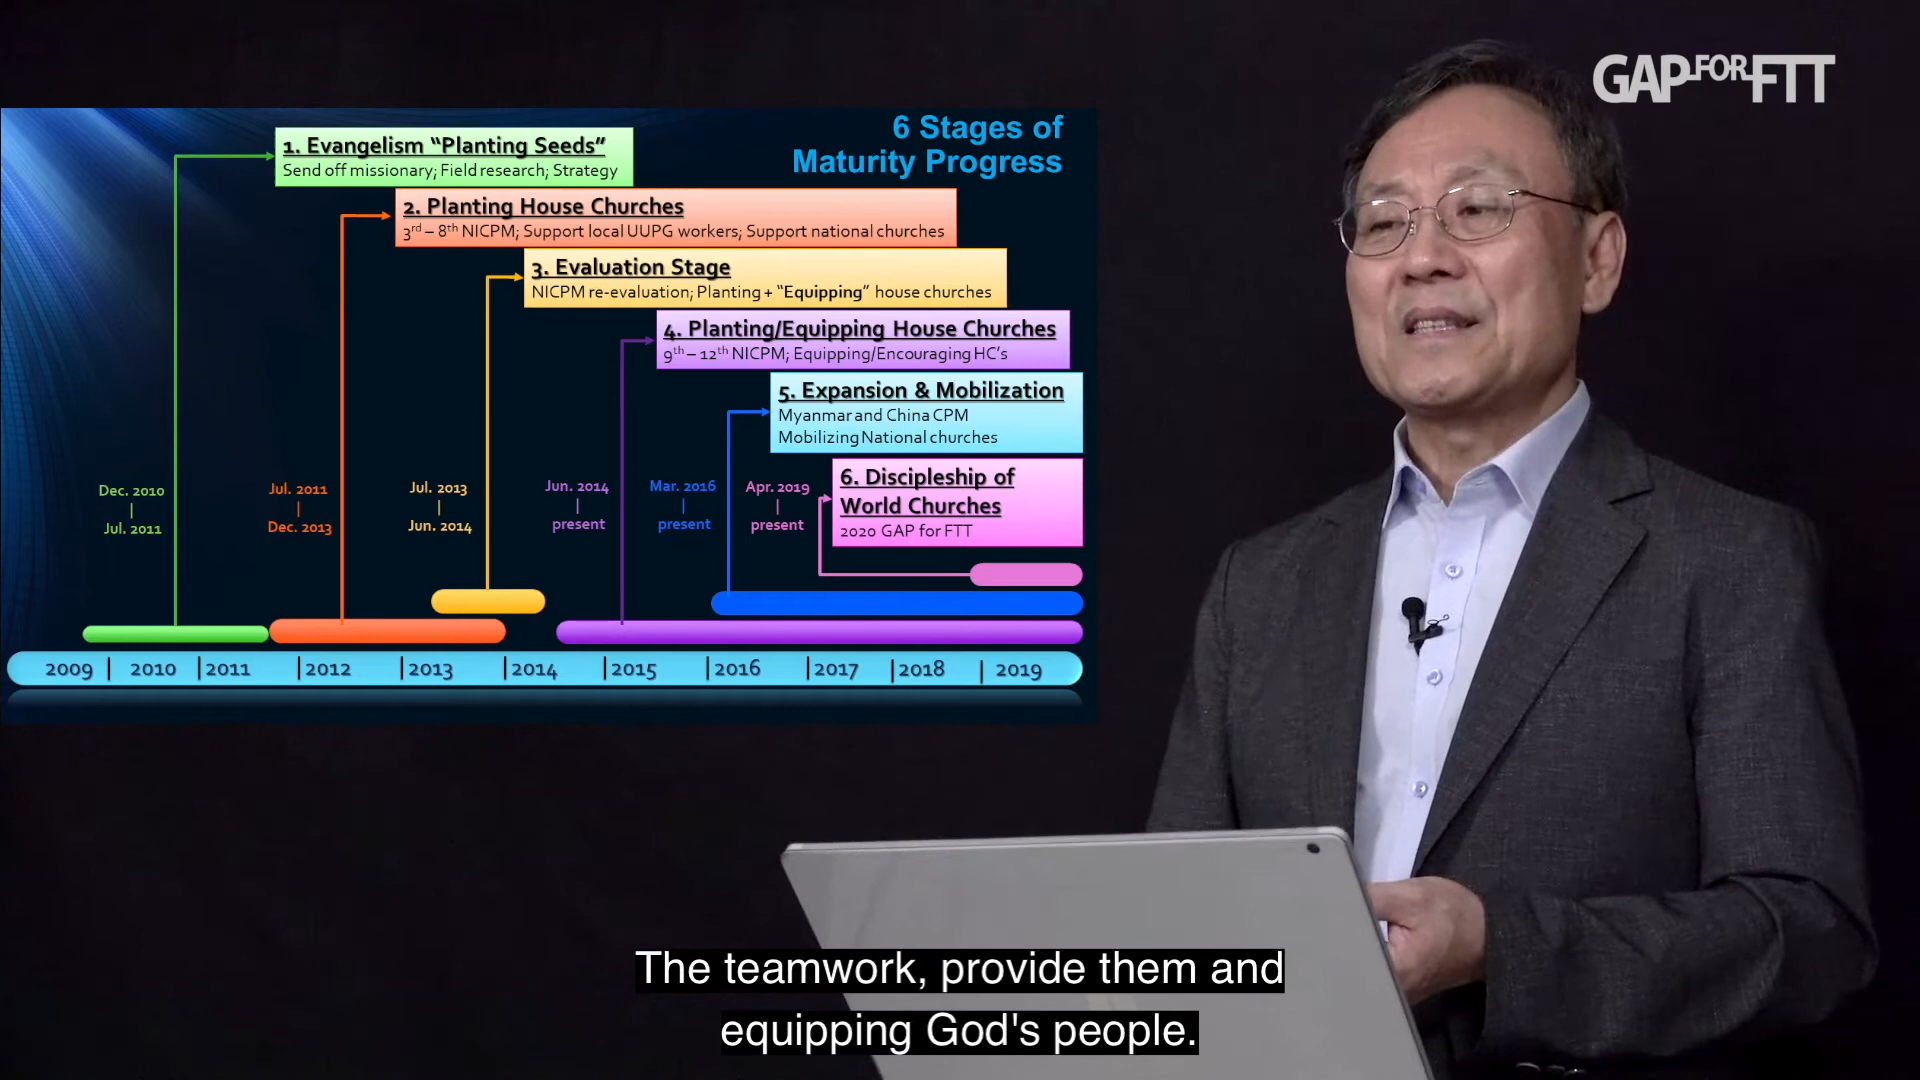 GAP FOR FTT
6 Stages of
Maturity Progress
1. Evangelism “Planting Seeds”
Send off missionary; Field research; Strategy
2. Planting House Churches
3rd – 8th NICPM; Support local UUPG workers; Support national churches
3. Evaluation Stage
NICPM re-evaluation; Planting + “Equipping” house churches
4. Planting/Equipping House Churches
9th – 12th NICPM; Equipping/Encouraging HC’s
5. Expansion & Mobilization
Myanmar and China CPM
Mobilizing National churches
6. Discipleship of
World Churches
2020 GAP for FTT
Dec. 2010
|
Jul. 2011
Jul. 2011
|
Dec. 2013
Jul. 2013
|
Jun. 2014
Jun. 2014
|
present
Mar. 2016
|
present
Apr. 2019
|
present
2009 | 2010 | 2011 | 2012 | 2013 | 2014 | 2015 | 2016 | 2017 | 2018 | 2019
The teamwork, provide them and
equipping God's people.